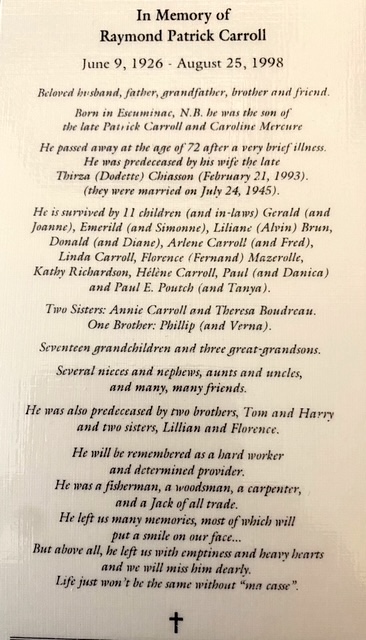 In Memory of
Raymond Patrick Carroll
June 9, 1926 - August 25, 1998
Beloved husband, father, grandfather, brother and friend.
Born in Escuminac, N.B. he was the son of
the late Patrick Carroll and Caroline Mercure
He passed away at the age of 72 after a very brief illness.
He was predeceased by his wife the late
Thirza (Dodette) Chiasson (February 21, 1993).
(they were married on July 24, 1945).
He is survived by 11 children (and in-laws) Gerald (and
Joanne), Emerild (and Simonne), Liliane (Alvin) Brun,
Donald (and Diane), Arlene Carroll (and Fred),
Linda Carroll, Florence (Fernand) Mazerolle,
Kathy Richardson, Hélène Carroll, Paul (and Danica)
and Paul E. Poutch (and Tanya).
Two Sisters: Annie Carroll and Theresa Boudreau.
One Brother: Phillip (and Verna).
Seventeen grandchildren and three great-grandsons.
Several nieces and nephews, aunts and uncles,
and many, many friends.
He was also predeceased by two brothers, Tom and Harry
and two sisters, Lillian and Florence.
He will be remembered as a hard worker
and determined provider.
He was a fisherman, a woodsman, a carpenter,
and a Jack of all trade.
He left us many memories, most of which will
put a smile on our face...
But above all, he left us with emptiness and heavy hearts
and we will miss him dearly.
Life just won't be the same without "ma casse".